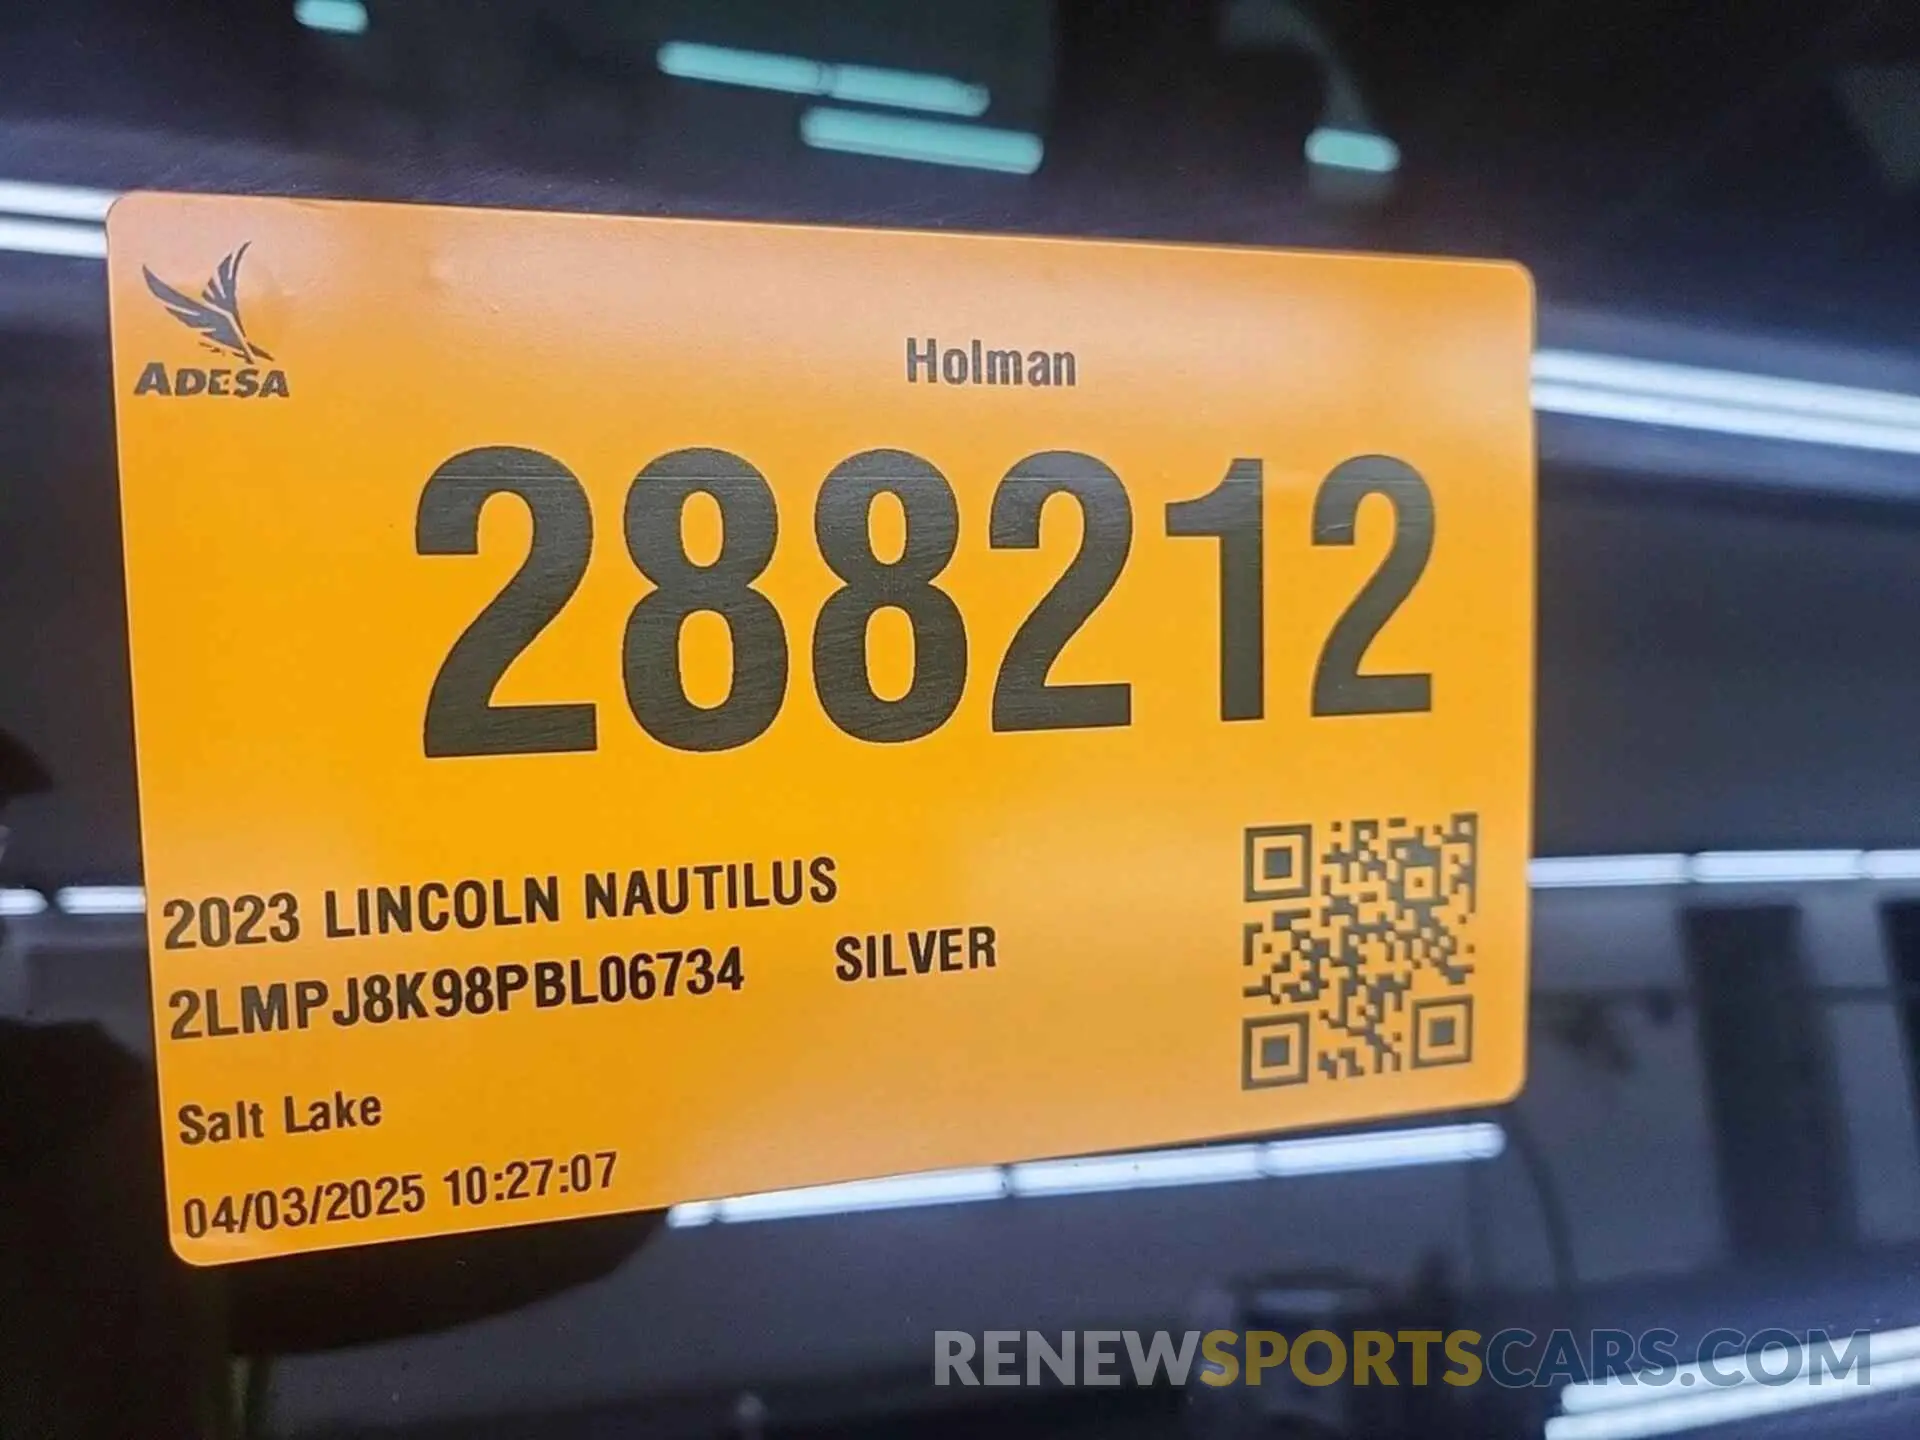 ADESA
Holman
288212
2023 LINCOLN NAUTILUS
2LMPJ8K98PBL06734 SILVER
Salt Lake
04/03/2025 10:27:07
RENEWSPORTSCARS.COM